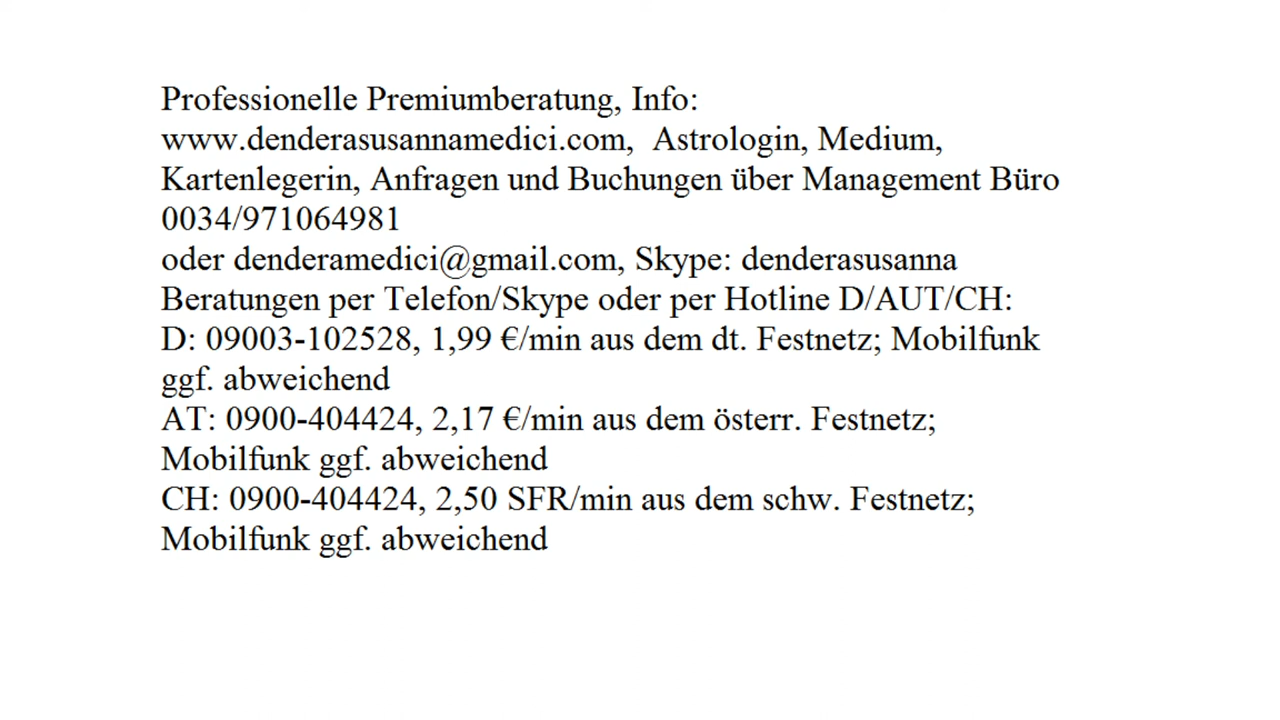 Professionelle Premiumberatung, Info:
www.denderasusannamedici.com,  Astrologin, Medium,
Kartenlegerin, Anfragen und Buchungen über Management Büro
0034/971064981
oder denderamedici@gmail.com, Skype: denderasusanna
Beratungen per Telefon/Skype oder per Hotline D/AUT/CH:
D: 09003-102528, 1,99 €/min aus dem dt. Festnetz; Mobilfunk
ggf. abweichend
AT: 0900-404424, 2,17 €/min aus dem österr. Festnetz;
Mobilfunk ggf. abweichend
CH: 0900-404424, 2,50 SFR/min aus dem schw. Festnetz;
Mobilfunk ggf. abweichend